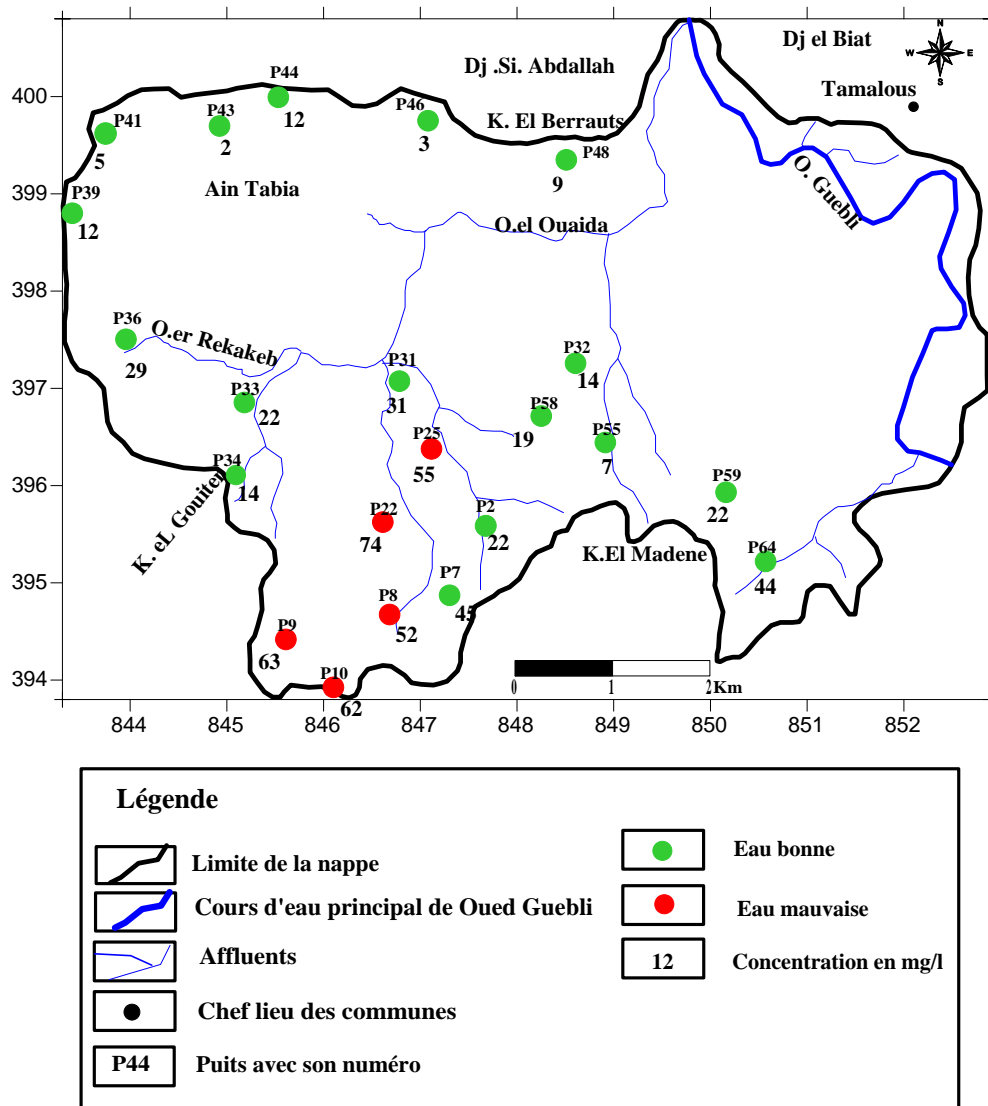 Dj el Biat
N
W E
S
Dj .Si. Abdallah
Tamalous
400
P44
12
P46
3
P43
2
P41
5
K. El Berrauts
P48
9
399
P39
12
Ain Tabia
O. Guebli
O.el Ouaida
398
P36
29
O.er Rekakeb
397
P31
31
P32
14
P33
22
P58
19
P25
55
P55
7
396
P34
14
K. eL Gouiter
P59
22
P22
74
P2
22
K.El Madene
P64
44
395
P7
45
P8
52
P9
63
394
P10
62
0 1 2Km
844 845 846 847 848 849 850 851 852
Légende
Limite de la nappe
Cours d'eau principal de Oued Guebli
Affluents
Chef lieu des communes
P44 Puits avec son numéro
Eau bonne
Eau mauvaise
12 Concentration en mg/l